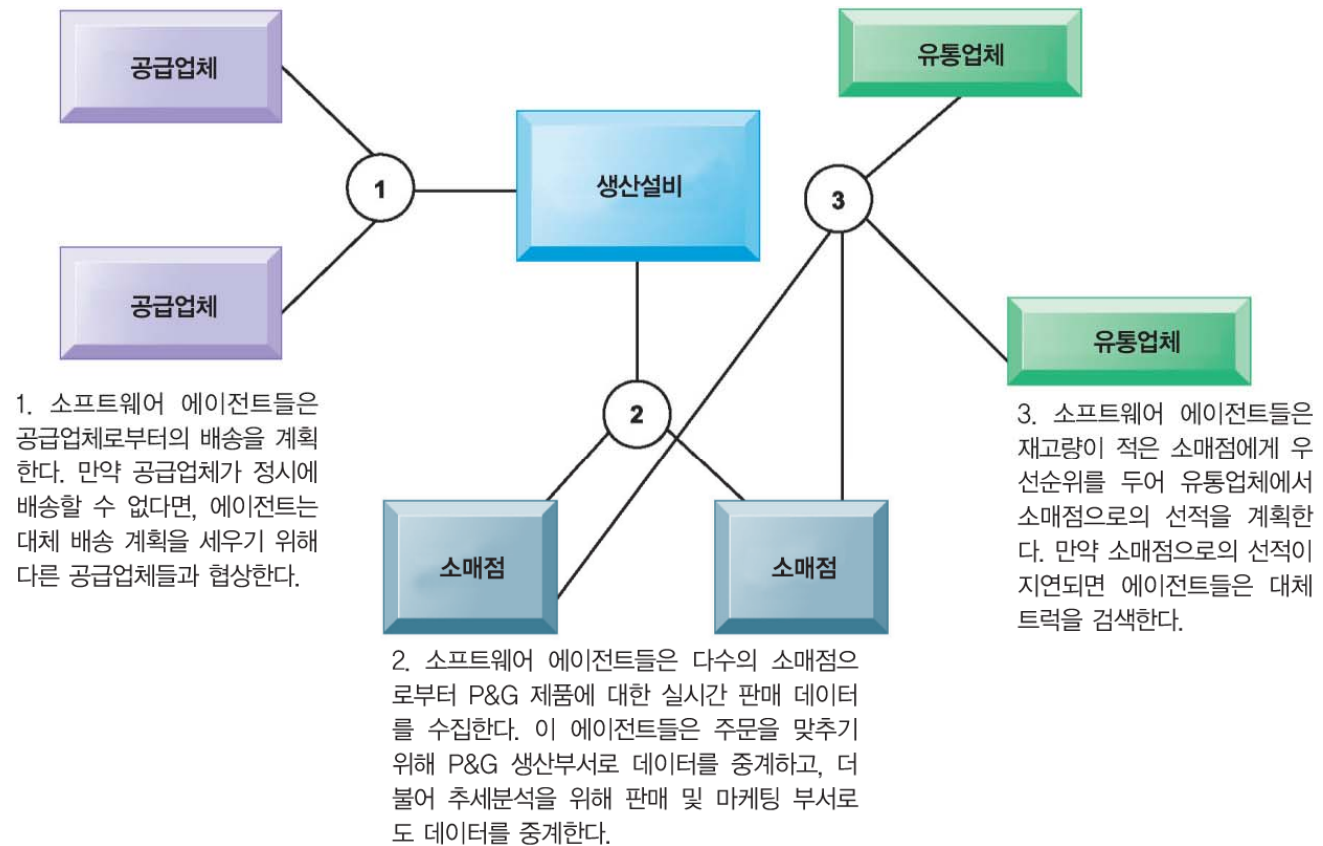 공급업체
유통업체
생산설비
1
3
공급업체
유통업체
2
소매점
소매점
1. 소프트웨어 에이전트들은
공급업체로부터의 배송을 계획
한다. 만약 공급업체가 정시에
배송할 수 없다면, 에이전트는
대체 배송 계획을 세우기 위해
다른 공급업체들과 협상한다.
3. 소프트웨어 에이전트들은
재고량이 적은 소매점에게 우
선순위를 두어 유통업체에서
소매점으로의 선적을 계획한
다. 만약 소매점으로의 선적이
지연되면 에이전트들은 대체
트럭을 검색한다.
2. 소프트웨어 에이전트들은 다수의 소매점으
로부터 P&G 제품에 대한 실시간 판매 데이터
를 수집한다. 이 에이전트들은 주문을 맞추기
위해 P&G 생산부서로 데이터를 중계하고, 더
불어 추세분석을 위해 판매 및 마케팅 부서로
도 데이터를 중계한다.